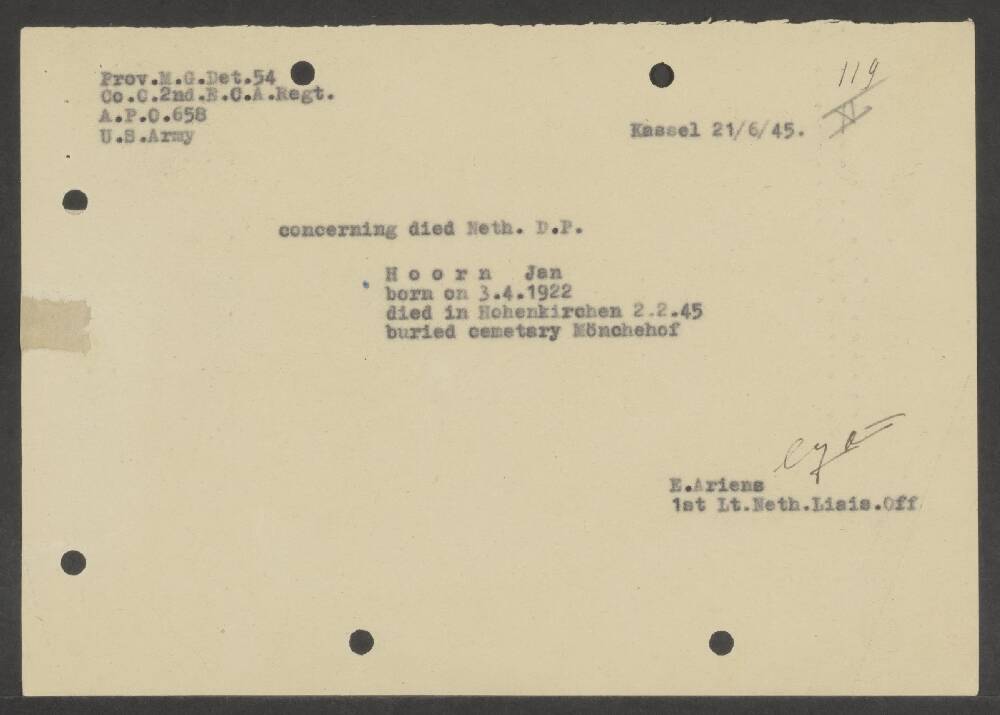 Prov.M.G.Det.54
Co.C.2nd.E.C.A.Regt.
A.P.O.658
U.S.Army
119
XI
Kassel 21/6/45.
concerning died Neth. D.P.
H o o r n Jan
born on 3.4.1922
died in Hohenkirchen 2.2.45
buried cemetary Mönchehof
E.Ariens
1st Lt.Neth.Liais.Off.